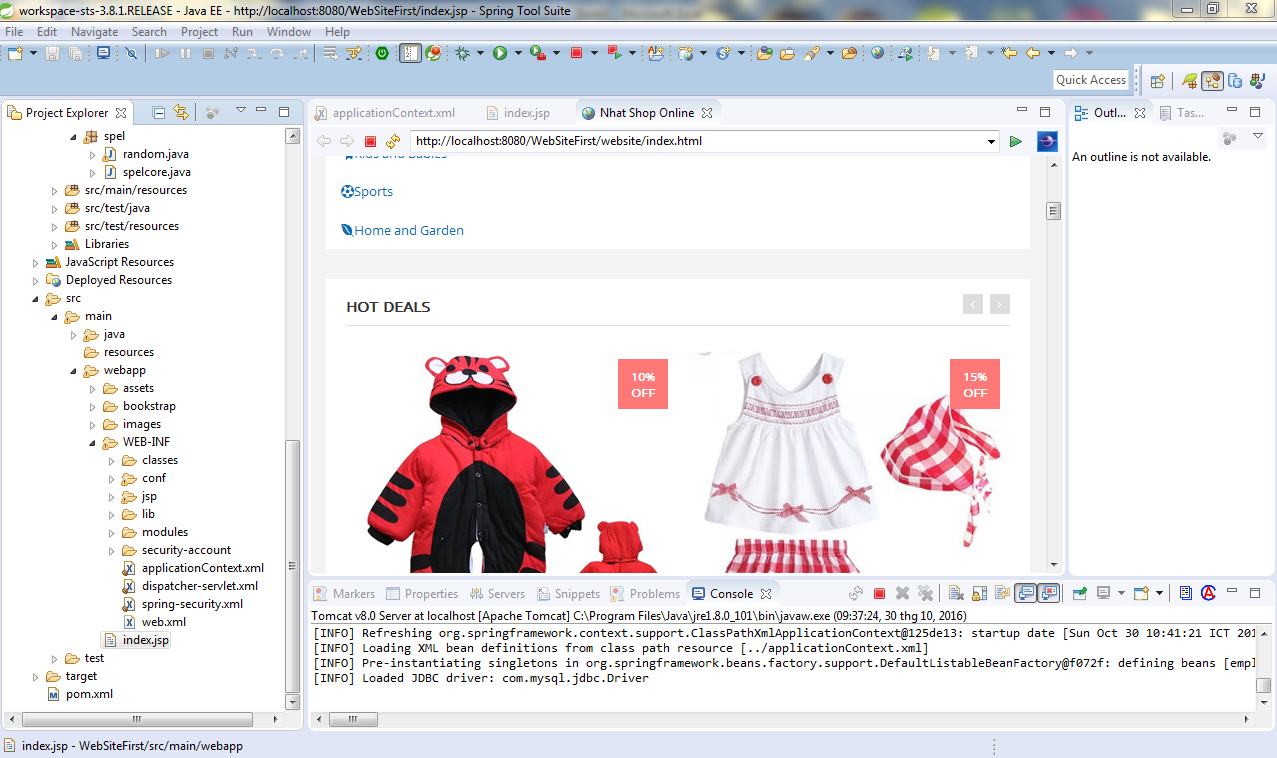 workspace-sts-3.8.1.RELEASE - Java EE - http://localhost:8080/WebSiteFirst/index.jsp - Spring Tool Suite
File Edit Navigate Search Project Run Window Help
Quick Access
Project Explorer
spel
random.java
spelcore.java
src/main/resources
src/test/java
src/test/resources
Libraries
JavaScript Resources
Deployed Resources
src
main
java
resources
webapp
assets
bookstrap
images
WEB-INF
classes
conf
jsp
lib
modules
security-account
applicationContext.xml
dispatcher-servlet.xml
spring-security.xml
web.xml
index.jsp
test
target
pom.xml
applicationContext.xml index.jsp Nhat Shop Online
http://localhost:8080/WebSiteFirst/website/index.html
Kids and Babies
Sports
Home and Garden
HOT DEALS
10%
OFF
15%
OFF
Outl... Tas...
An outline is not available.
Markers Properties Servers Snippets Problems Console
Tomcat v8.0 Server at localhost [Apache Tomcat] C:\Program Files\Java\jre1.8.0_101\bin\javaw.exe (09:37:24, 30 thg 10, 2016)
[INFO] Refreshing org.springframework.context.support.ClassPathXmlApplicationContext@125de13: startup date [Sun Oct 30 10:41:21 ICT 201
[INFO] Loading XML bean definitions from class path resource [../applicationContext.xml]
[INFO] Pre-instantiating singletons in org.springframework.beans.factory.support.DefaultListableBeanFactory@f072f: defining beans [empl
[INFO] Loaded JDBC driver: com.mysql.jdbc.Driver
index.jsp - WebSiteFirst/src/main/webapp